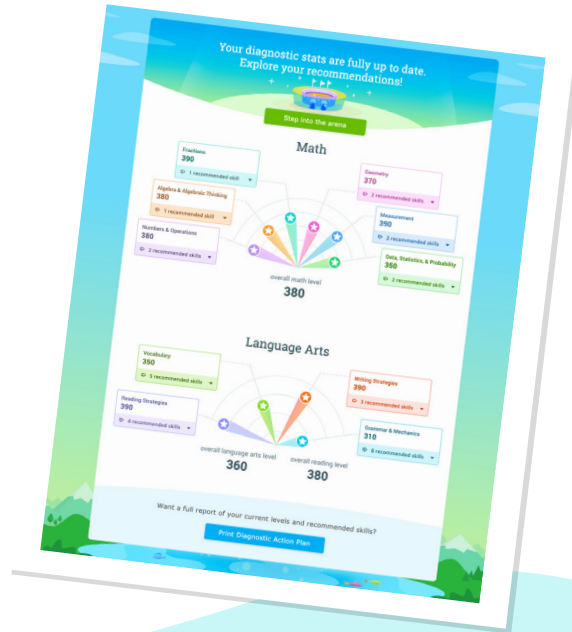 Your diagnostic stats are fully up to date.
Explore your recommendations!
Step into the arena
Math
Fractions
390
1 recommended skill
Geometry
370
2 recommended skills
Algebra & Algebraic Thinking
380
1 recommended skill
Measurement
390
2 recommended skills
Numbers & Operations
360
2 recommended skills
Data, Statistics, & Probability
350
2 recommended skills
overall math level
380
Language Arts
Vocabulary
350
5 recommended skills
Writing Strategies
390
3 recommended skills
Reading Strategies
390
4 recommended skills
Grammar & Mechanics
310
6 recommended skills
overall language arts level
360
overall reading level
380
Want a full report of your current levels and recommended skills?
Print Diagnostic Action Plan